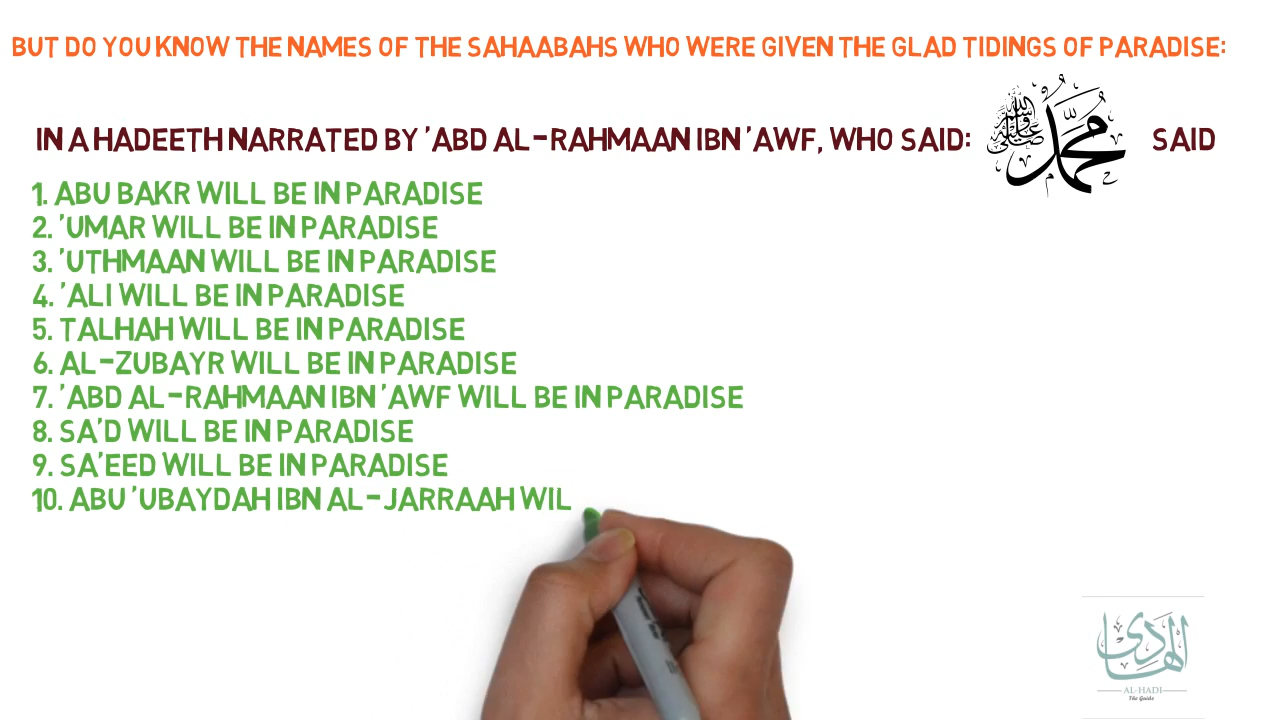 BUT DO YOU KNOW THE NAMES OF THE SAHAABAHS WHO WERE GIVEN THE GLAD TIDINGS OF PARADISE:
IN A HADEETH NARRATED BY 'ABD AL-RAHMAAN IBN 'AWF, WHO SAID: محمد صلى الله عليه وسلم SAID
1. ABU BAKR WILL BE IN PARADISE
2. 'UMAR WILL BE IN PARADISE
3. 'UTHMAAN WILL BE IN PARADISE
4. 'ALI WILL BE IN PARADISE
5. TALHAH WILL BE IN PARADISE
6. AL-ZUBAYR WILL BE IN PARADISE
7. 'ABD AL-RAHMAAN IBN 'AWF WILL BE IN PARADISE
8. SA'D WILL BE IN PARADISE
9. SA'EED WILL BE IN PARADISE
10. ABU 'UBAYDAH IBN AL-JARRAAH WIL
الهادي
AL-HADI
The Guide